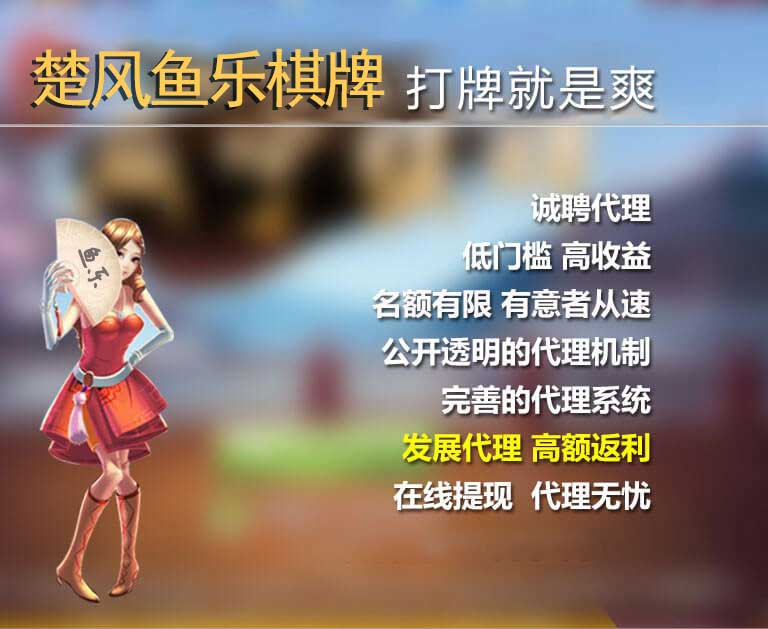 楚风鱼乐棋牌 打牌就是爽
鱼乐
诚聘代理
低门槛 高收益
名额有限 有意者从速
公开透明的代理机制
完善的代理系统
发展代理 高额返利
在线提现 代理无忧